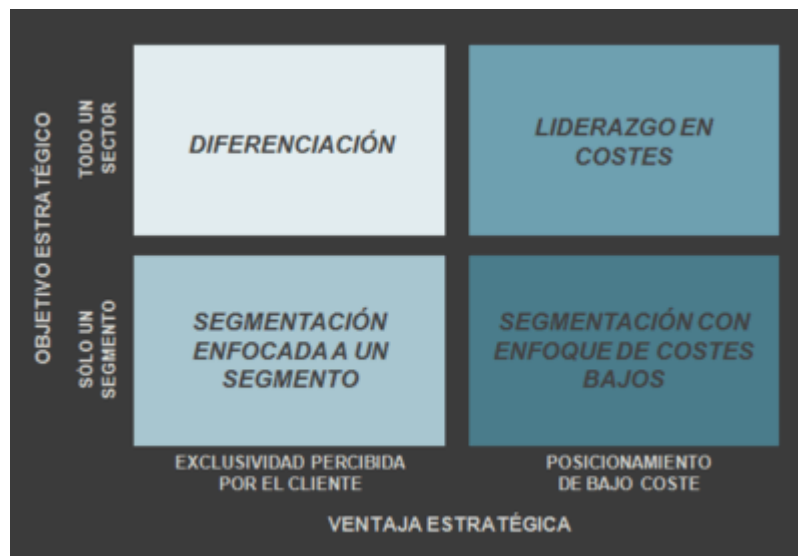 OBJETIVO ESTRATÉGICO
TODO UN
SECTOR
DIFERENCIACIÓN
LIDERAZGO EN
COSTES
SÓLO UN
SEGMENTO
SEGMENTACIÓN
ENFOCADA A UN
SEGMENTO
SEGMENTACIÓN CON
ENFOQUE DE COSTES
BAJOS
EXCLUSIVIDAD PERCIBIDA
POR EL CLIENTE
POSICIONAMIENTO
DE BAJO COSTE
VENTAJA ESTRATÉGICA